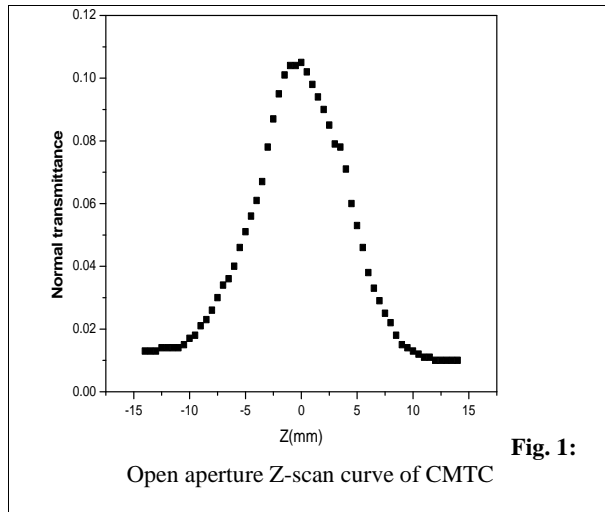 0.12
0.10
0.08
0.06
0.04
0.02
0.00
Normal transmittance
-15 -10 -5 0 5 10 15
Z(mm)
Fig. 1:
Open aperture Z-scan curve of CMTC